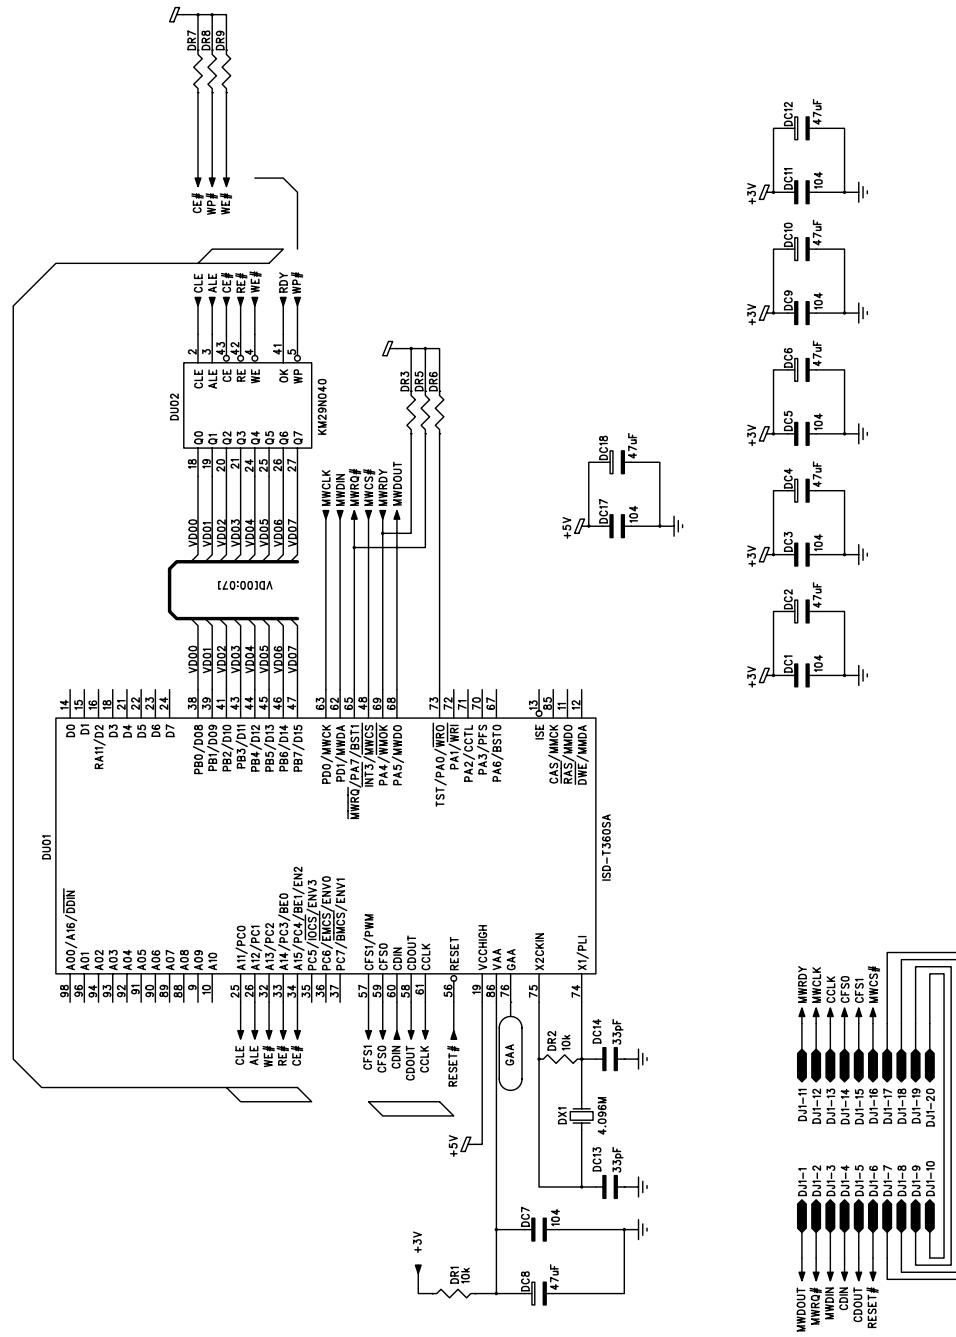 DR7
DR8
DR9
CE#
WP#
WE#
DU02
KM29N040
CLE
ALE
CE#
RE#
WE#
RDY
WP#
2
3
43
42
4
41
5
CLE
ALE
CE
RE
WE
OK
WP
Q0
Q1
Q2
Q3
Q4
Q5
Q6
Q7
18
19
20
21
24
25
26
27
VD00
VD01
VD02
VD03
VD04
VD05
VD06
VD07
VD[00:07]
VD00
VD01
VD02
VD03
VD04
VD05
VD06
VD07
DR3
DR5
DR6
MWCLK
MWDIN
MWRQ#
MWCS#
MWRDY
MWDOUT
DU01
ISD-T360SA
14 D0
15 D1
16 RA11/D2
18 D3
21 D4
22 D5
23 D6
24 D7
38 PB0/D08
39 PB1/D09
42 PB2/D10
43 PB3/D11
44 PB4/D12
45 PB5/D13
46 PB6/D14
47 PB7/D15
63 PD0/MWCK
62 PD1/MWDA
65 MWRQ/PA7/BST1
48 INT3/MWCS
69 PA4/WMOK
68 PA5/MWDO
73 TST/PA0/WRO
72 PA1/WRI
71 PA2/CCTL
70 PA3/PFS
67 PA6/BST0
13 ISE
85 CAS/MMCK
11 RAS/MMDO
12 DWE/MMDA
98 A00/A16/DDIN
96 A01
94 A02
93 A03
92 A04
91 A05
90 A06
89 A07
88 A08
9 A09
10 A10
25 A11/PC0
26 A12/PC1
32 A13/PC2
33 A14/PC3/BE0
34 A15/PC4/BE1/EN2
35 PC5/IOCS/ENV3
36 PC6/EMCS/ENV0
37 PC7/BMCS/ENV1
57 CFS1/PWM
59 CFS0
60 CDIN
58 CDOUT
61 CCLK
56 RESET
19 VCCHIGH
86 VAA
76 GAA
75 X2CKIN
74 X1/PLI
CLE
ALE
WE#
RE#
CE#
CFS1
CFS0
CDIN
CDOUT
CCLK
RESET#
GAA
+5V
DR2
10k
DC14
33pF
DX1
4.096M
DC13
33pF
+3V
DR1
10k
DC7
104
DC8
47uF
+5V
DC17
104
DC18
47uF
+3V
DC11
104
DC12
47uF
+3V
DC9
104
DC10
47uF
+3V
DC5
104
DC6
47uF
+3V
DC3
104
DC4
47uF
+3V
DC1
104
DC2
47uF
MWRDY
MWCLK
CCLK
CFS0
CFS1
MWCS#
DJ1-11
DJ1-12
DJ1-13
DJ1-14
DJ1-15
DJ1-16
DJ1-17
DJ1-18
DJ1-19
DJ1-20
DJ1-1
DJ1-2
DJ1-3
DJ1-4
DJ1-5
DJ1-6
DJ1-7
DJ1-8
DJ1-9
DJ1-10
MWDOUT
MWRQ#
MWDIN
CDIN
CDOUT
RESET#